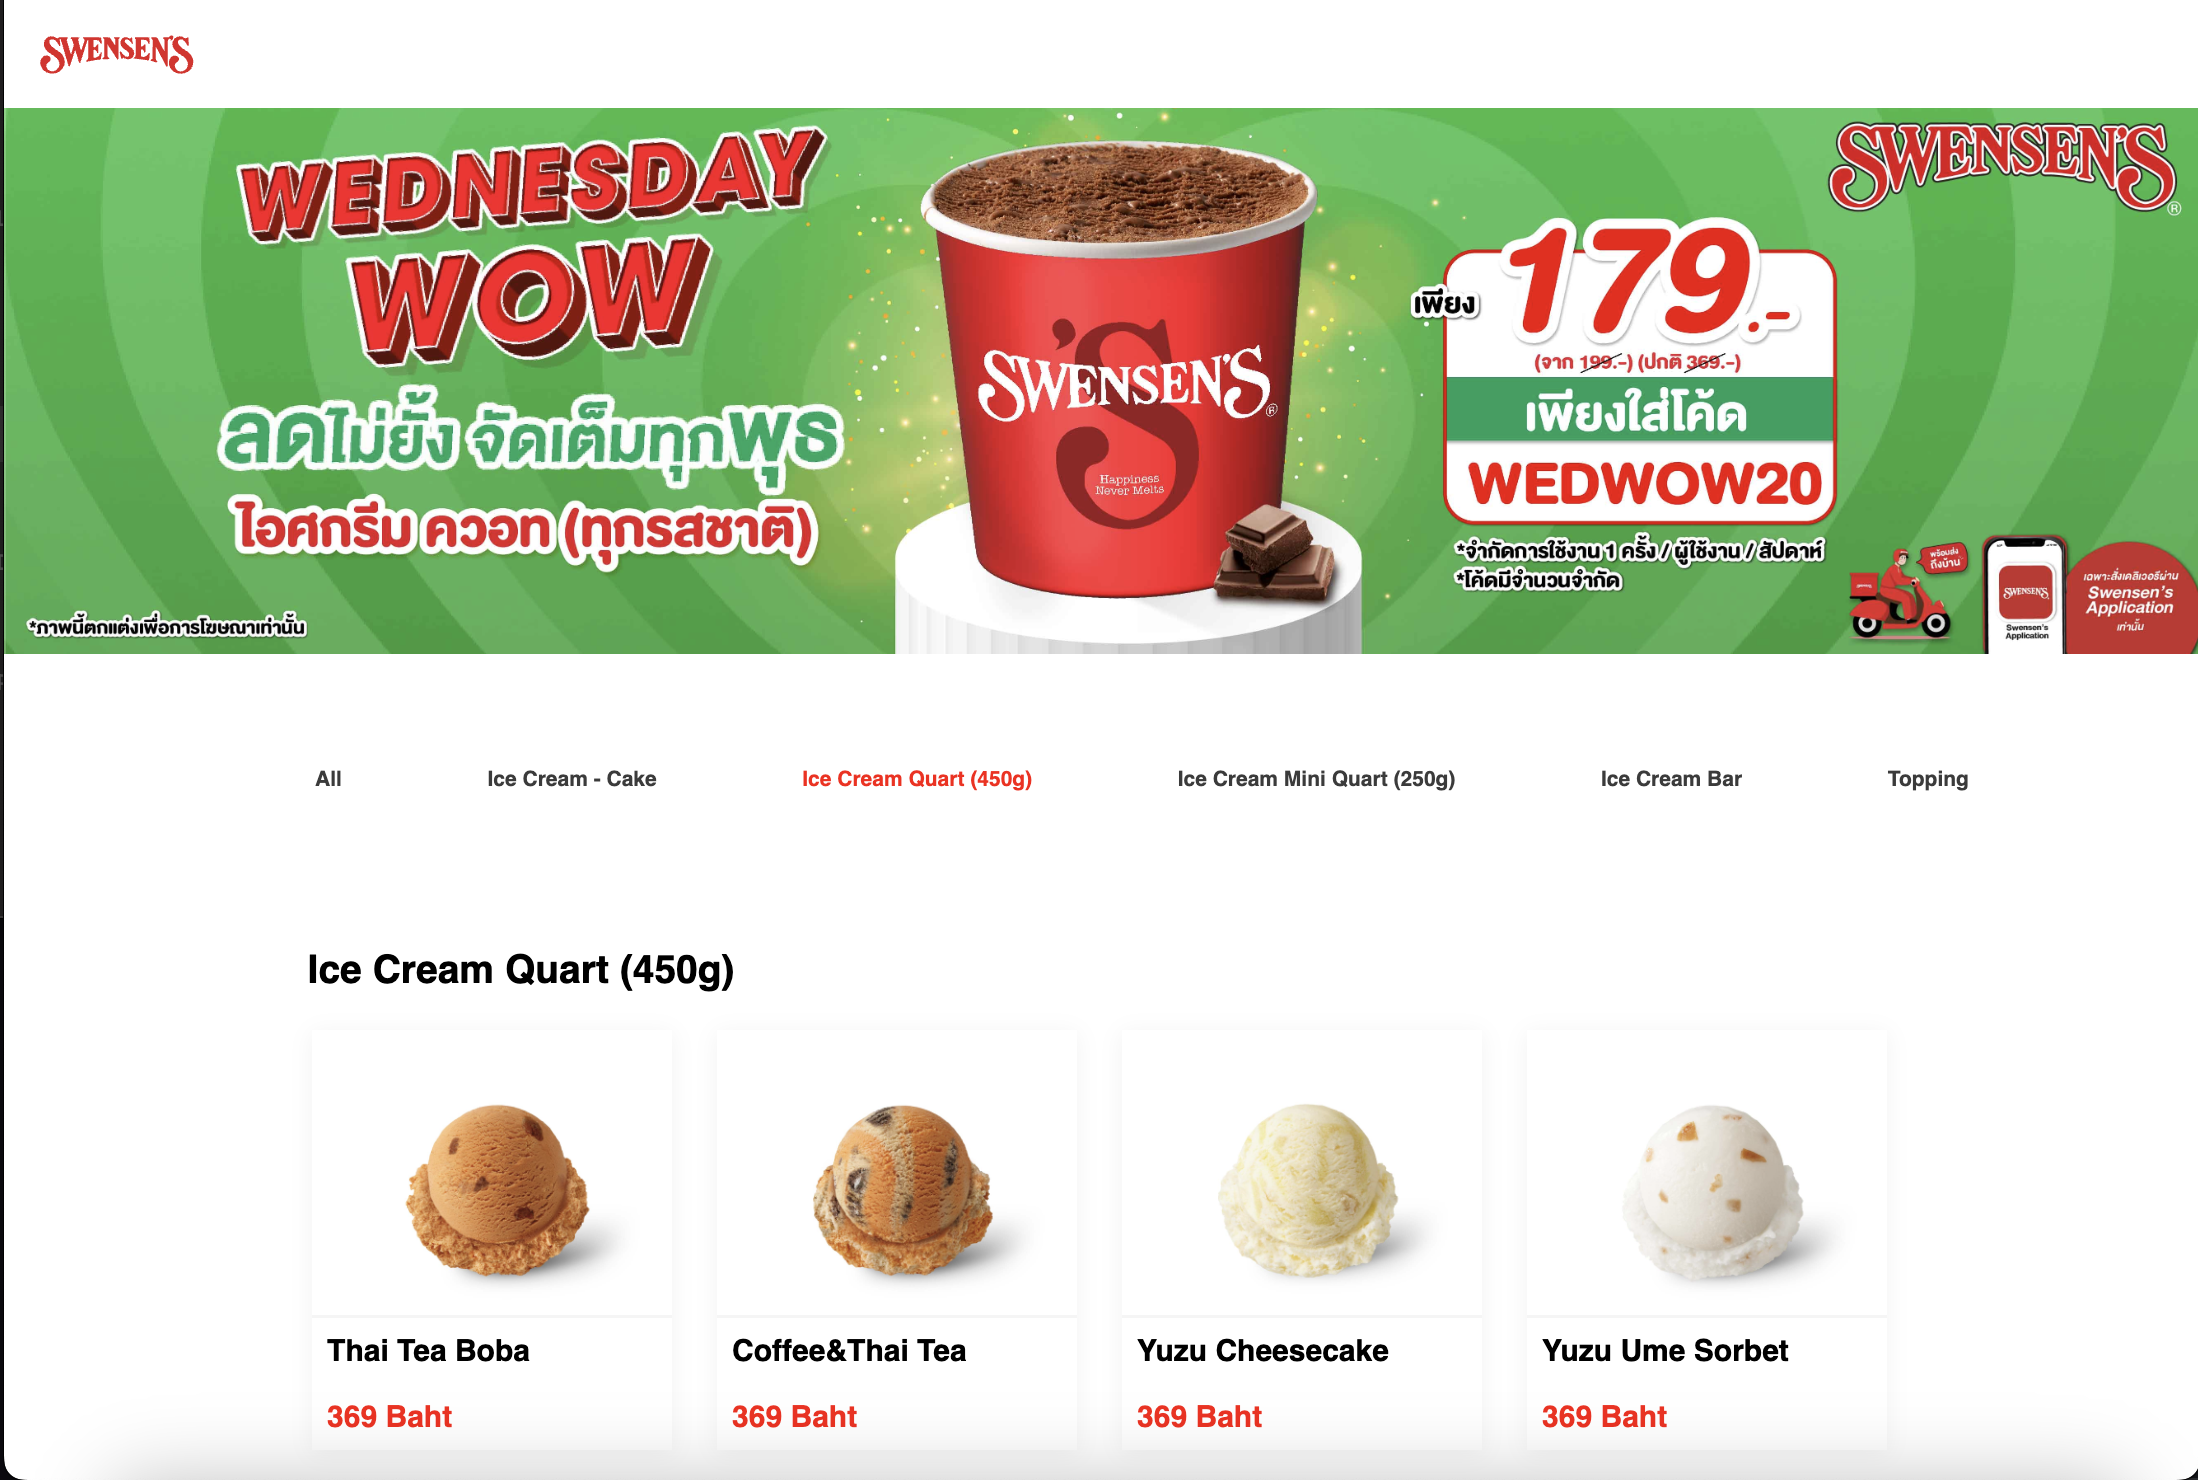 SWENSEN'S
WEDNESDAY
WOW
ลดไม่ยั้ง จัดเต็มทุกพุธ
ไอศกรีม ควอท (ทุกรสชาติ)
*ภาพนี้ตกแต่งเพื่อการโฆษณาเท่านั้น
SWENSEN'S®
Happiness
Never Melts
SWENSEN'S®
เพียง 179.-
(จาก 199.-) (ปกติ 369.-)
เพียงใส่โค้ด
WEDWOW20
*จำกัดการใช้งาน 1 ครั้ง / ผู้ใช้งาน / สัปดาห์
*โค้ดมีจำนวนจำกัด
พร้อมส่ง
ถึงบ้าน
SWENSEN'S
Swensen's
Application
เฉพาะสั่งเดลิเวอรีผ่าน
Swensen's
Application
เท่านั้น
All Ice Cream - Cake Ice Cream Quart (450g) Ice Cream Mini Quart (250g) Ice Cream Bar Topping
Ice Cream Quart (450g)
Thai Tea Boba
369 Baht
Coffee&Thai Tea
369 Baht
Yuzu Cheesecake
369 Baht
Yuzu Ume Sorbet
369 Baht